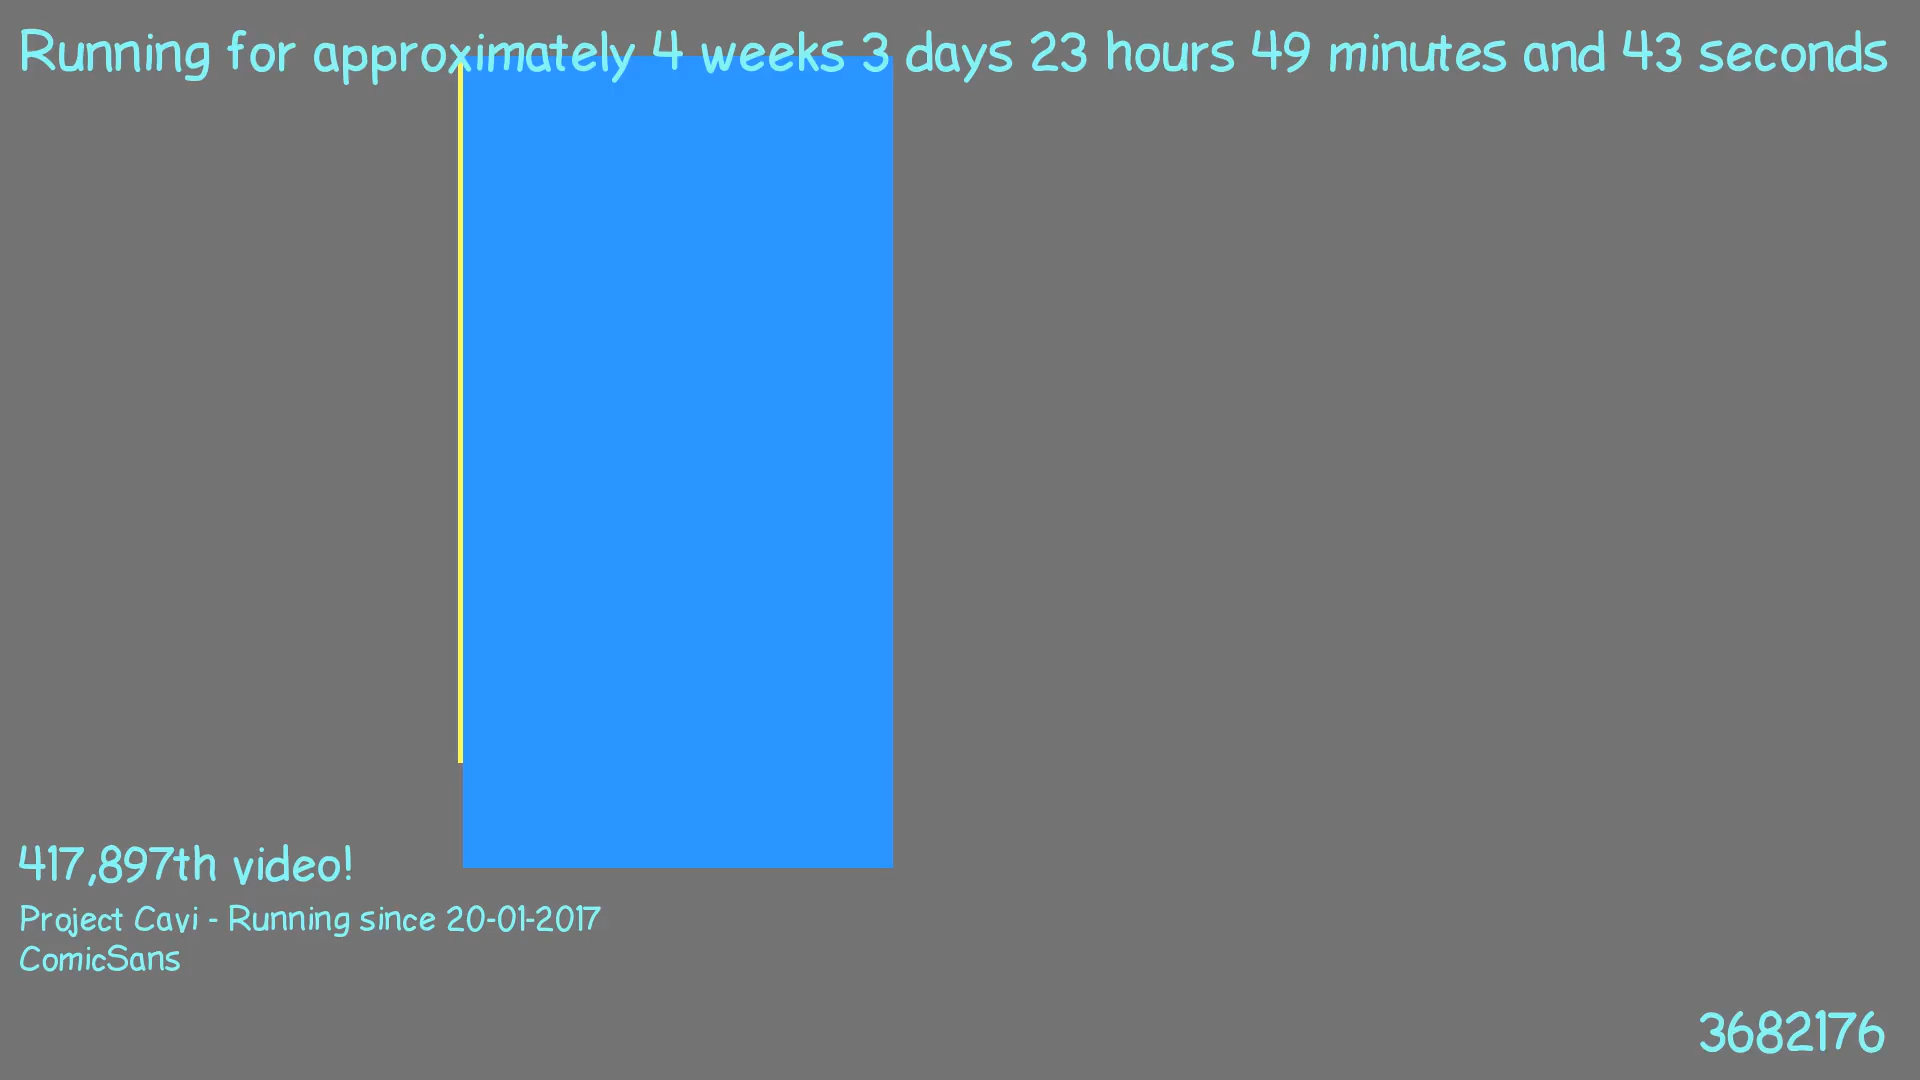 Running for approximately 4 weeks 3 days 23 hours 49 minutes and 43 seconds
417,897th video!
Project Cavi - Running since 20-01-2017
ComicSans
3682176